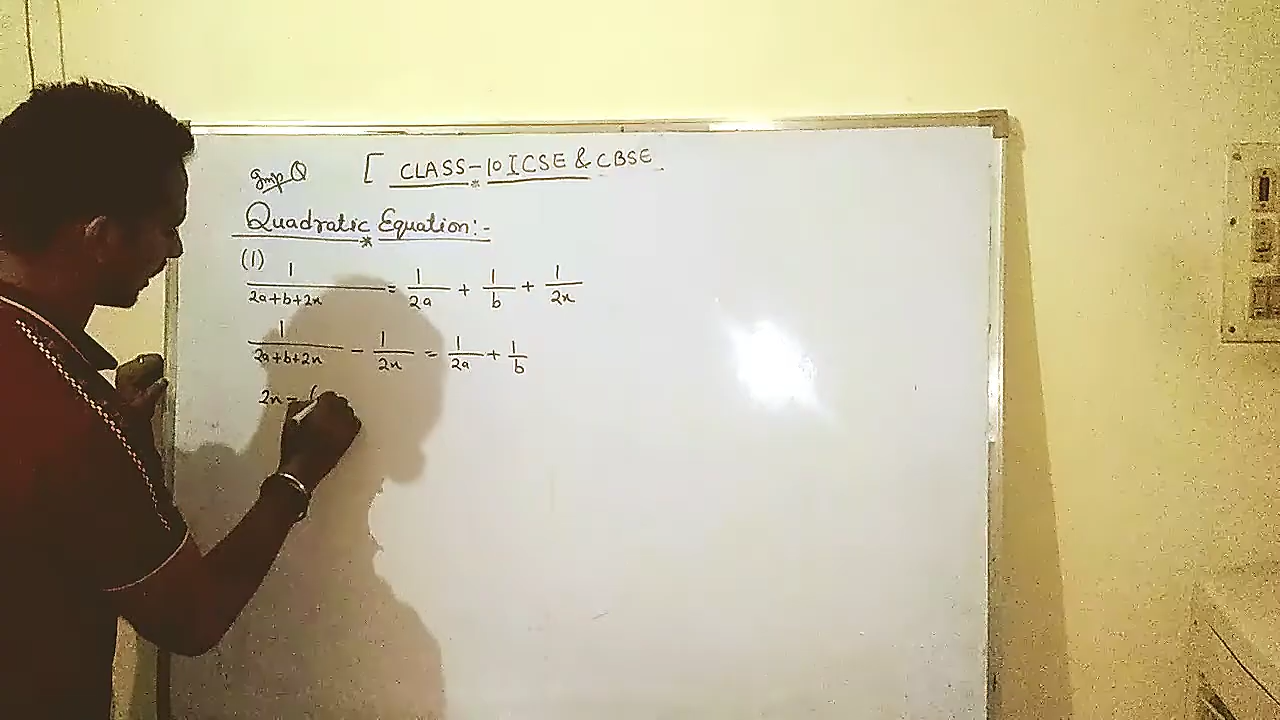 Imp Q [ CLASS-10 ICSE & CBSE
Quadratic Equation:-
(1) 1/(2a+b+2x) = 1/2a + 1/b + 1/2x
1/(2a+b+2x) - 1/2x = 1/2a + 1/b
2x - (